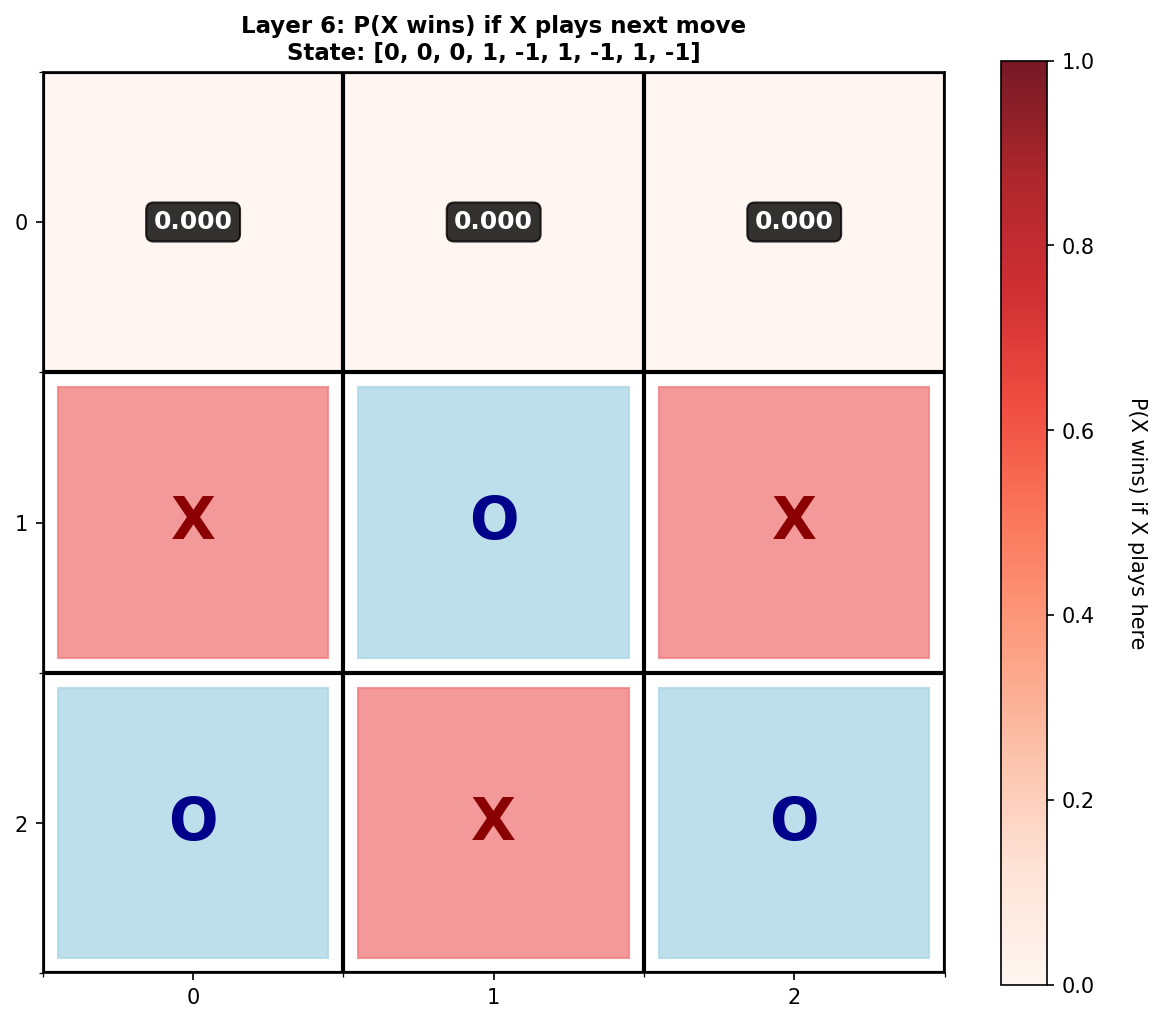 Layer 6: P(X wins) if X plays next move
State: [0, 0, 0, 1, -1, 1, -1, 1, -1]
0
0.000
0.000
0.000
1
X
O
X
2
O
X
O
0
1
2
1.0
0.8
0.6
0.4
0.2
0.0
P(X wins) if X plays here